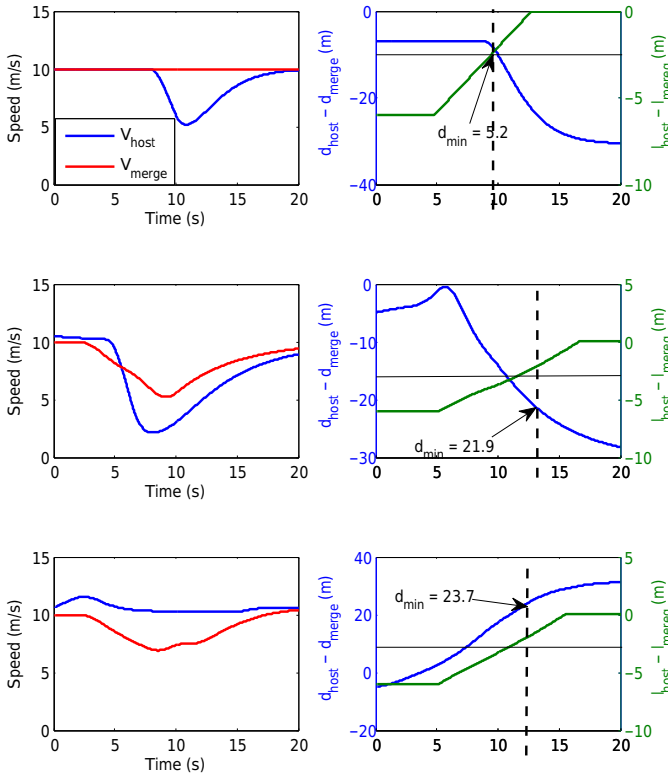 15
10
5
0
0 5 10 15 20
Time (s)
Speed (m/s)
V_host
V_merge
0
−20
−40
0 5 10 15 20
d_host − d_merge (m)
0
−5
−10
l_host − l_mereg (m)
d_min = 5.2
15
10
5
0
0 5 10 15 20
Time (s)
Speed (m/s)
0
−10
−20
−30
0 5 10 15 20
d_host − d_merge (m)
5
0
−5
−10
l_host − l_mereg (m)
d_min = 21.9
15
10
5
0
0 5 10 15 20
Time (s)
Speed (m/s)
40
20
0
−20
0 5 10 15 20
d_host − d_merge (m)
5
0
−5
−10
l_host − l_mereg (m)
d_min = 23.7